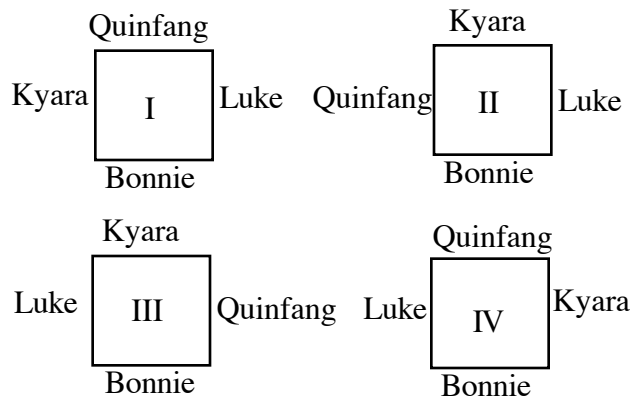 Quinfang
Kyara I Luke
Bonnie
Kyara
Quinfang II Luke
Bonnie
Kyara
Luke III Quinfang
Bonnie
Quinfang
Luke IV Kyara
Bonnie